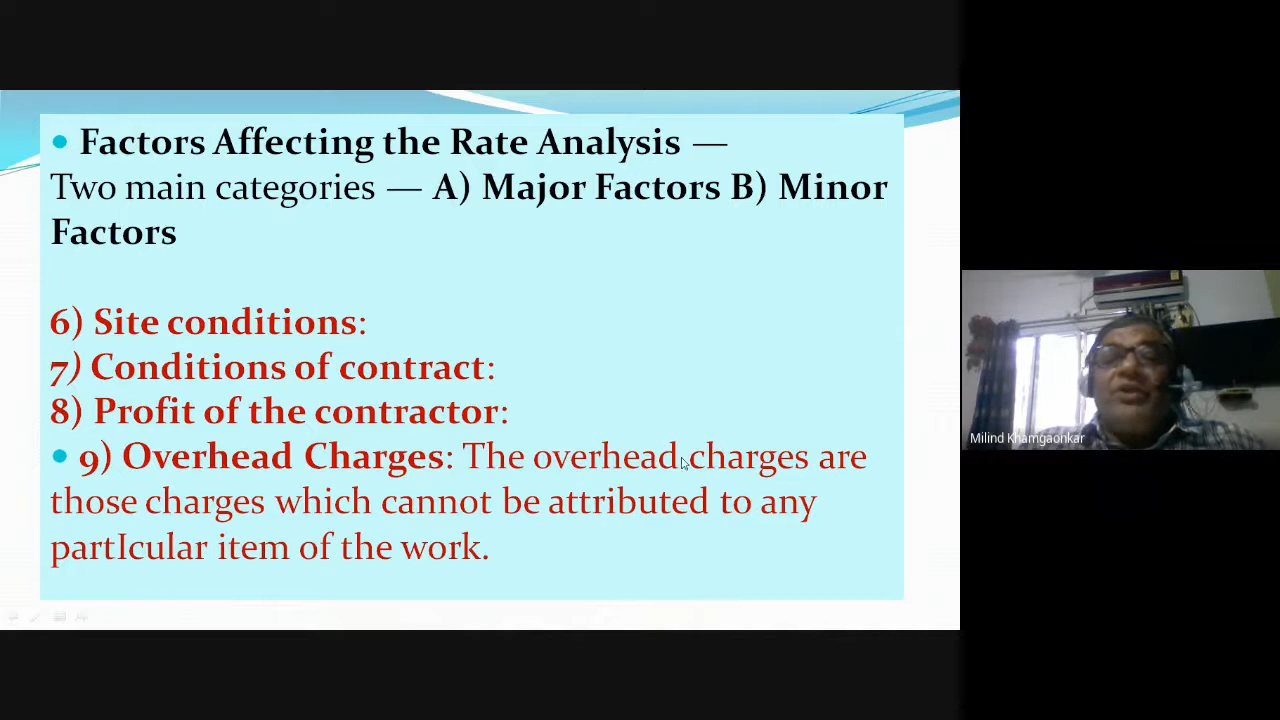 • Factors Affecting the Rate Analysis —
Two main categories — A) Major Factors B) Minor
Factors
6) Site conditions:
7) Conditions of contract:
8) Profit of the contractor:
• 9) Overhead Charges: The overhead charges are
those charges which cannot be attributed to any
partIcular item of the work.
Milind Khamgaonkar